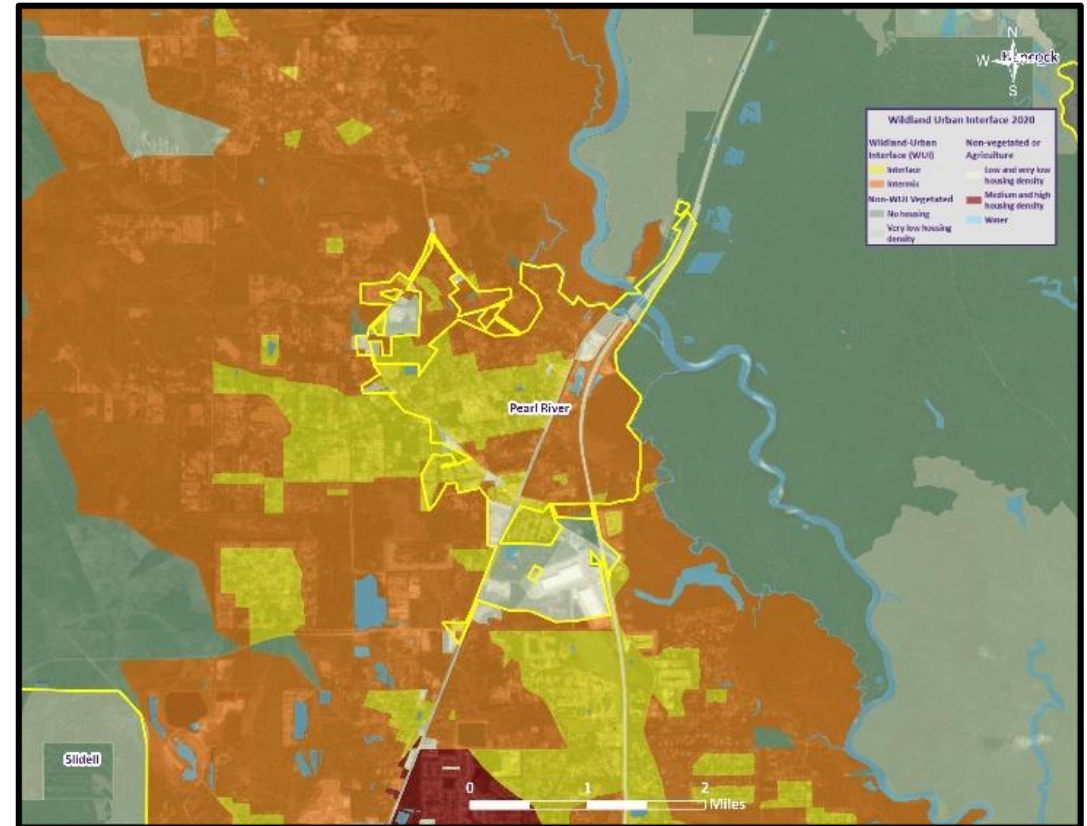 N
W
S
Wildland Urban Interface 2020
Wildland-Urban
Interface (WUI)
Interface
Intermix
Non-WUI Vegetated
No housing
Very low housing
density
Non-vegetated or
Agriculture
Low and very low
housing density
Medium and high
housing density
Water
Pearl River
Slidell
0 1 2
Miles